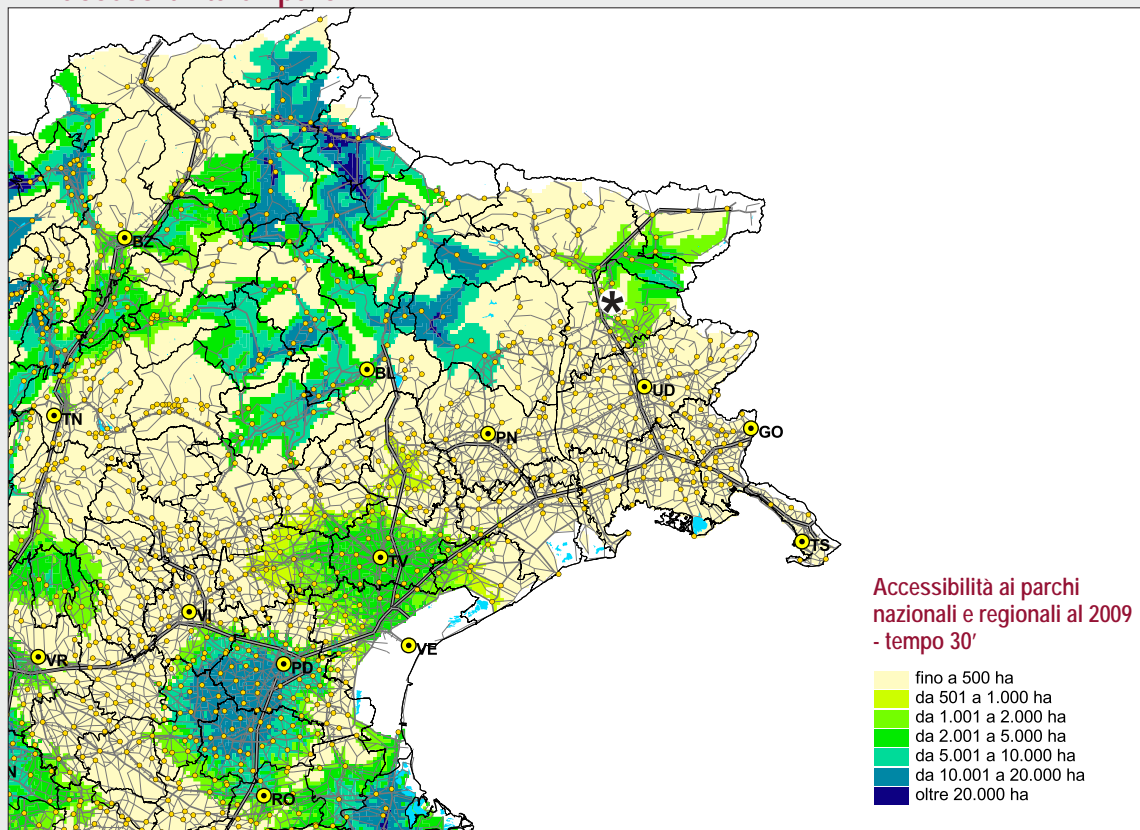 BZ
BL
UD
TN
PN
GO
TV
TS
VI
VE
VR
PD
RO
*
N
Accessibilità ai parchi
nazionali e regionali al 2009
- tempo 30'
fino a 500 ha
da 501 a 1.000 ha
da 1.001 a 2.000 ha
da 2.001 a 5.000 ha
da 5.001 a 10.000 ha
da 10.001 a 20.000 ha
oltre 20.000 ha